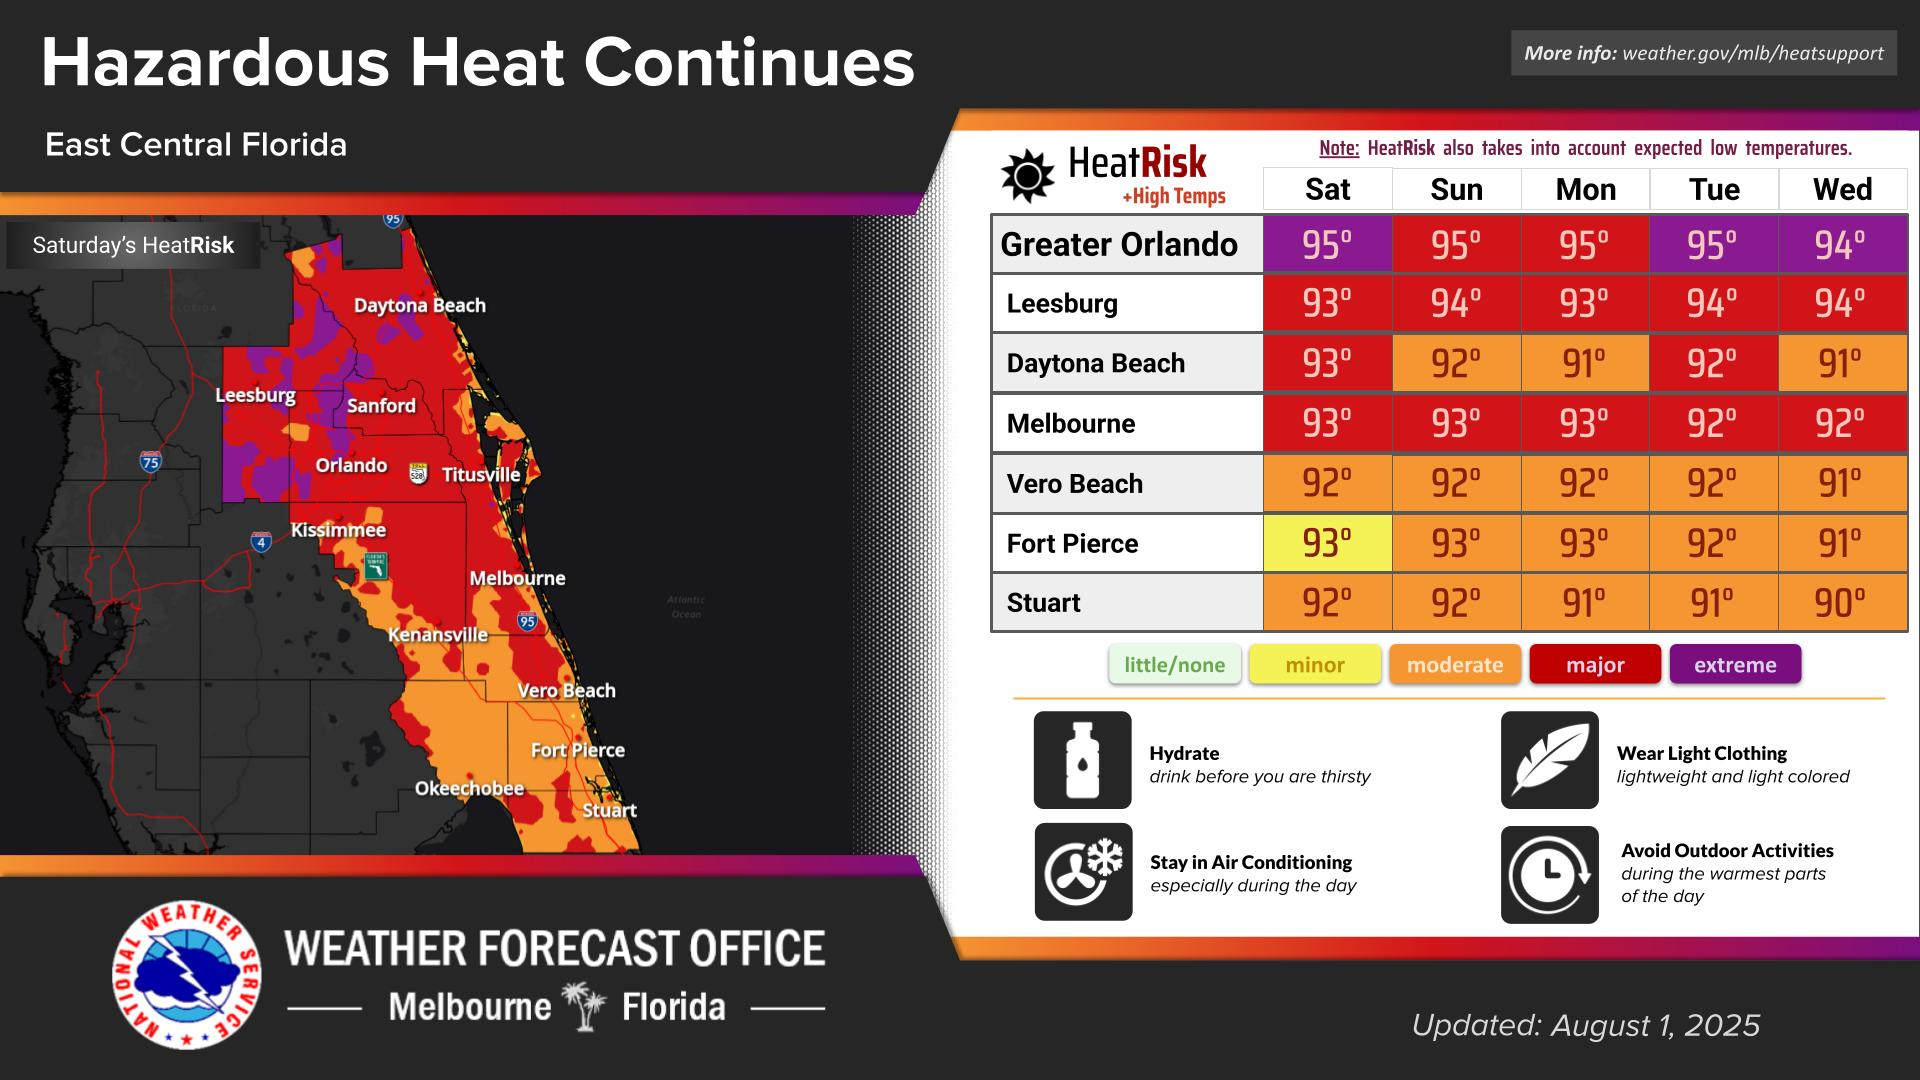 Hazardous Heat Continues
East Central Florida
More info: weather.gov/mlb/heatsupport
Saturday's HeatRisk
95
FLORIDA
Daytona Beach
Leesburg
Sanford
75
Orlando
528
Titusville
Kissimmee
4
Melbourne
Atlantic
Ocean
95
Kenansville
Vero Beach
Fort Pierce
Okeechobee
Stuart
HeatRisk
+High Temps
Note: HeatRisk also takes into account expected low temperatures.
Sat Sun Mon Tue Wed
Greater Orlando 95° 95° 95° 95° 94°
Leesburg 93° 94° 93° 94° 94°
Daytona Beach 93° 92° 91° 92° 91°
Melbourne 93° 93° 93° 92° 92°
Vero Beach 92° 92° 92° 92° 91°
Fort Pierce 93° 93° 93° 92° 91°
Stuart 92° 92° 91° 91° 90°
little/none minor moderate major extreme
Hydrate
drink before you are thirsty
Wear Light Clothing
lightweight and light colored
Stay in Air Conditioning
especially during the day
Avoid Outdoor Activities
during the warmest parts
of the day
NATIONAL WEATHER SERVICE
WEATHER FORECAST OFFICE
Melbourne Florida
Updated: August 1, 2025